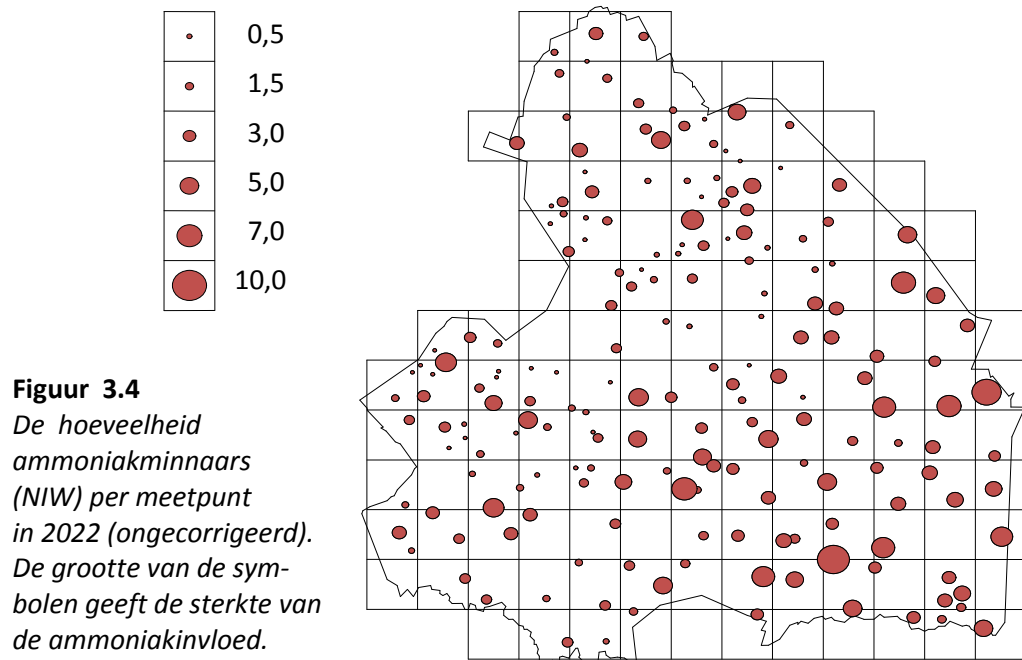 0,5
1,5
3,0
5,0
7,0
10,0
Figuur 3.4
De hoeveelheid
ammoniakminnaars
(NIW) per meetpunt
in 2022 (ongecorrigeerd).
De grootte van de sym-
bolen geeft de sterkte van
de ammoniakinvloed.